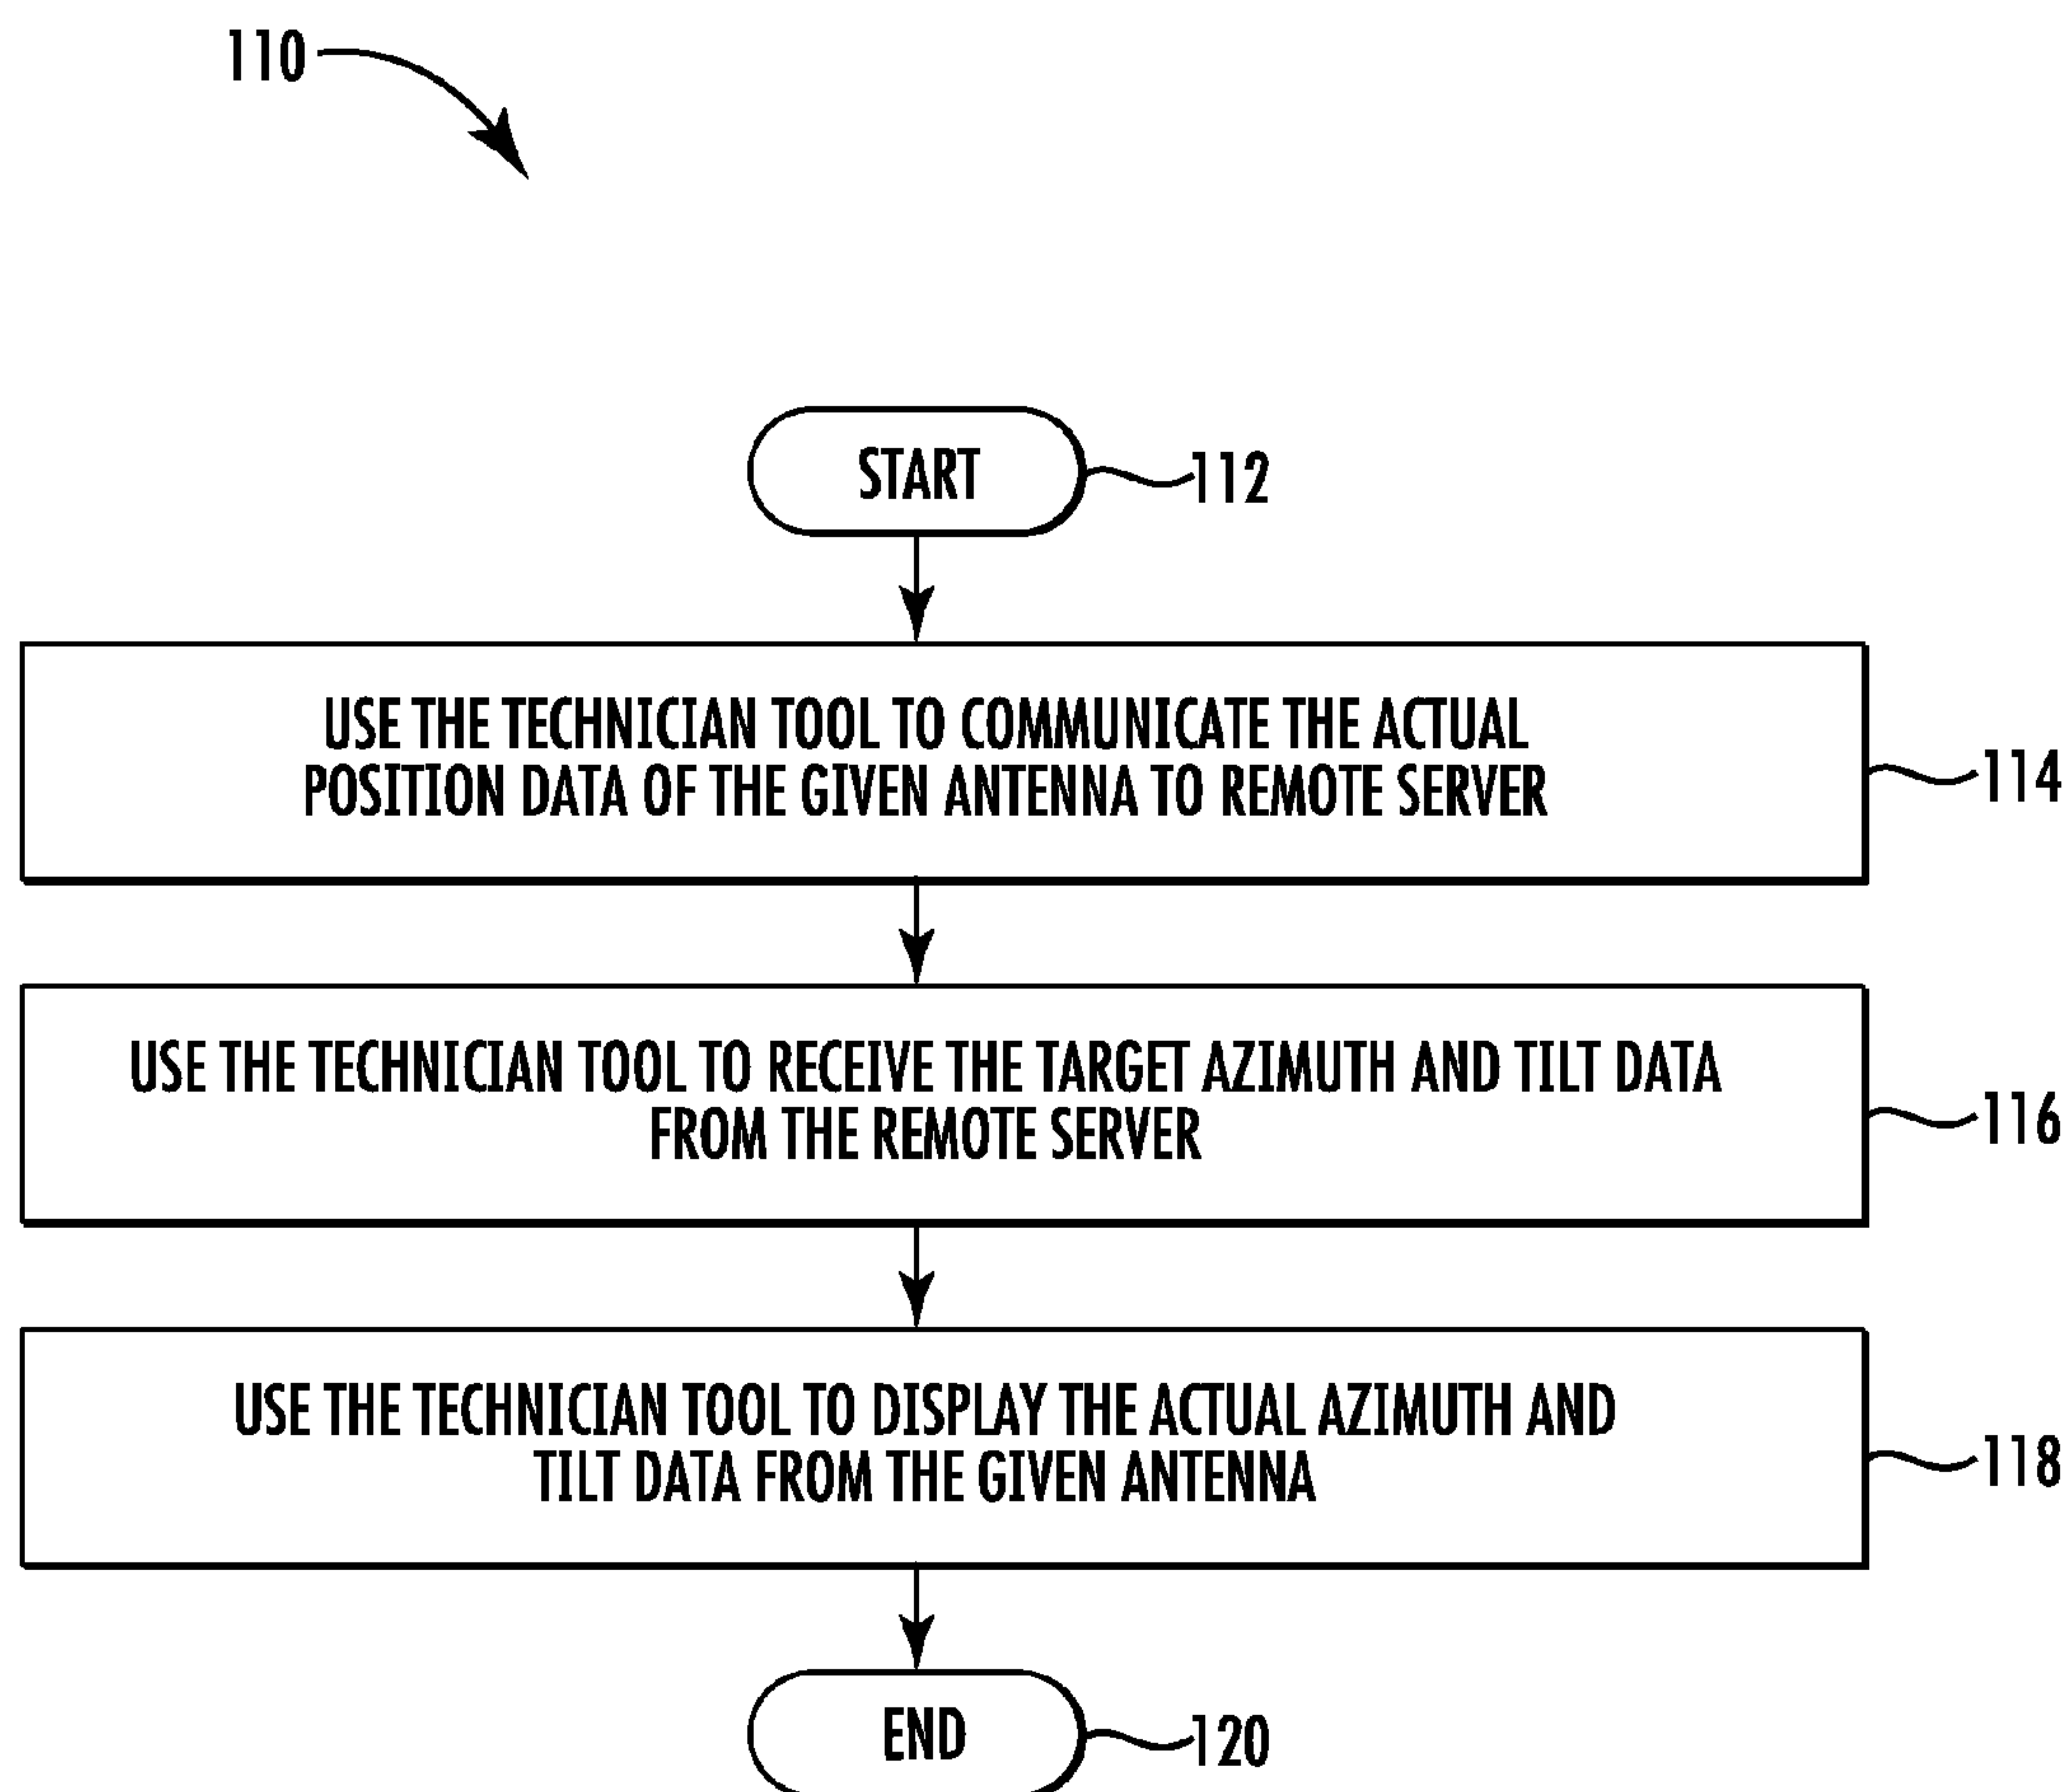 110
START
112
USE THE TECHNICIAN TOOL TO COMMUNICATE THE ACTUAL
POSITION DATA OF THE GIVEN ANTENNA TO REMOTE SERVER
114
USE THE TECHNICIAN TOOL TO RECEIVE THE TARGET AZIMUTH AND TILT DATA
FROM THE REMOTE SERVER
116
USE THE TECHNICIAN TOOL TO DISPLAY THE ACTUAL AZIMUTH AND
TILT DATA FROM THE GIVEN ANTENNA
118
END
120